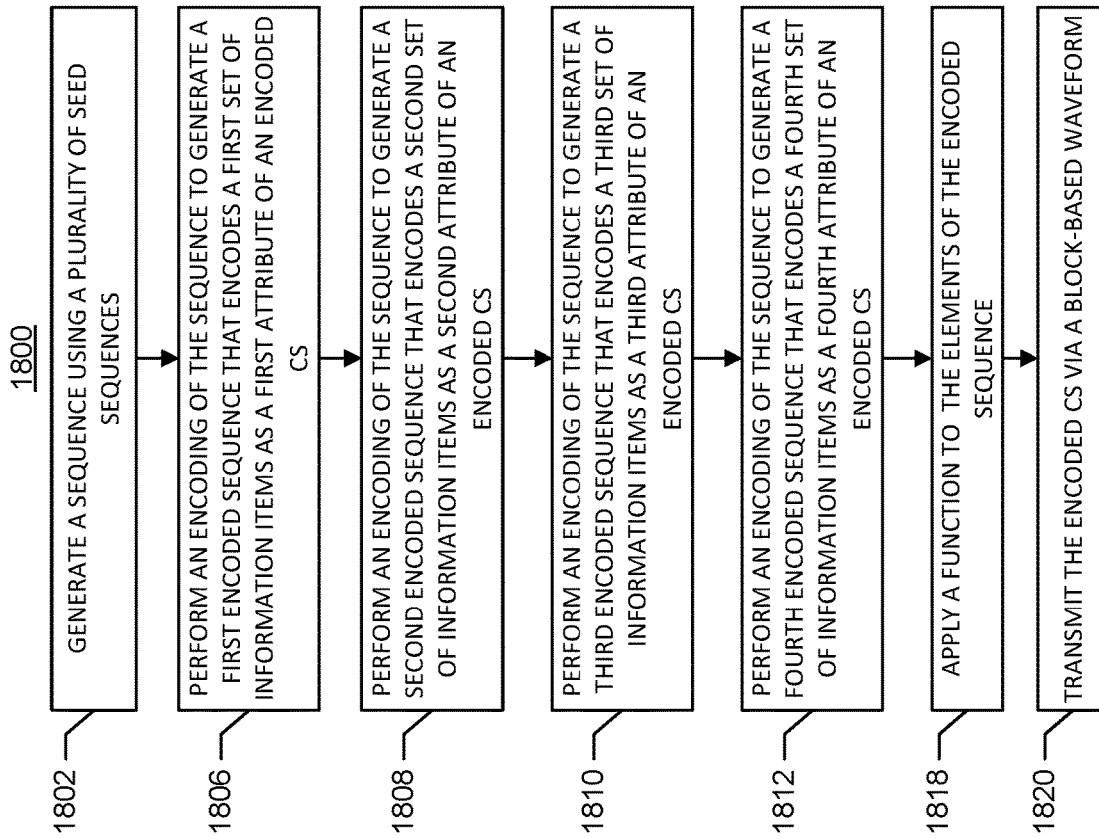 1800
1802
GENERATE A SEQUENCE USING A PLURALITY OF SEED
SEQUENCES
1806
PERFORM AN ENCODING OF THE SEQUENCE TO GENERATE A
FIRST ENCODED SEQUENCE THAT ENCODES A FIRST SET OF
INFORMATION ITEMS AS A FIRST ATTRIBUTE OF AN ENCODED
CS
1808
PERFORM AN ENCODING OF THE SEQUENCE TO GENERATE A
SECOND ENCODED SEQUENCE THAT ENCODES A SECOND SET
OF INFORMATION ITEMS AS A SECOND ATTRIBUTE OF AN
ENCODED CS
1810
PERFORM AN ENCODING OF THE SEQUENCE TO GENERATE A
THIRD ENCODED SEQUENCE THAT ENCODES A THIRD SET OF
INFORMATION ITEMS AS A THIRD ATTRIBUTE OF AN
ENCODED CS
1812
PERFORM AN ENCODING OF THE SEQUENCE TO GENERATE A
FOURTH ENCODED SEQUENCE THAT ENCODES A FOURTH SET
OF INFORMATION ITEMS AS A FOURTH ATTRIBUTE OF AN
ENCODED CS
1818
APPLY A FUNCTION TO THE ELEMENTS OF THE ENCODED
SEQUENCE
1820
TRANSMIT THE ENCODED CS VIA A BLOCK-BASED WAVEFORM